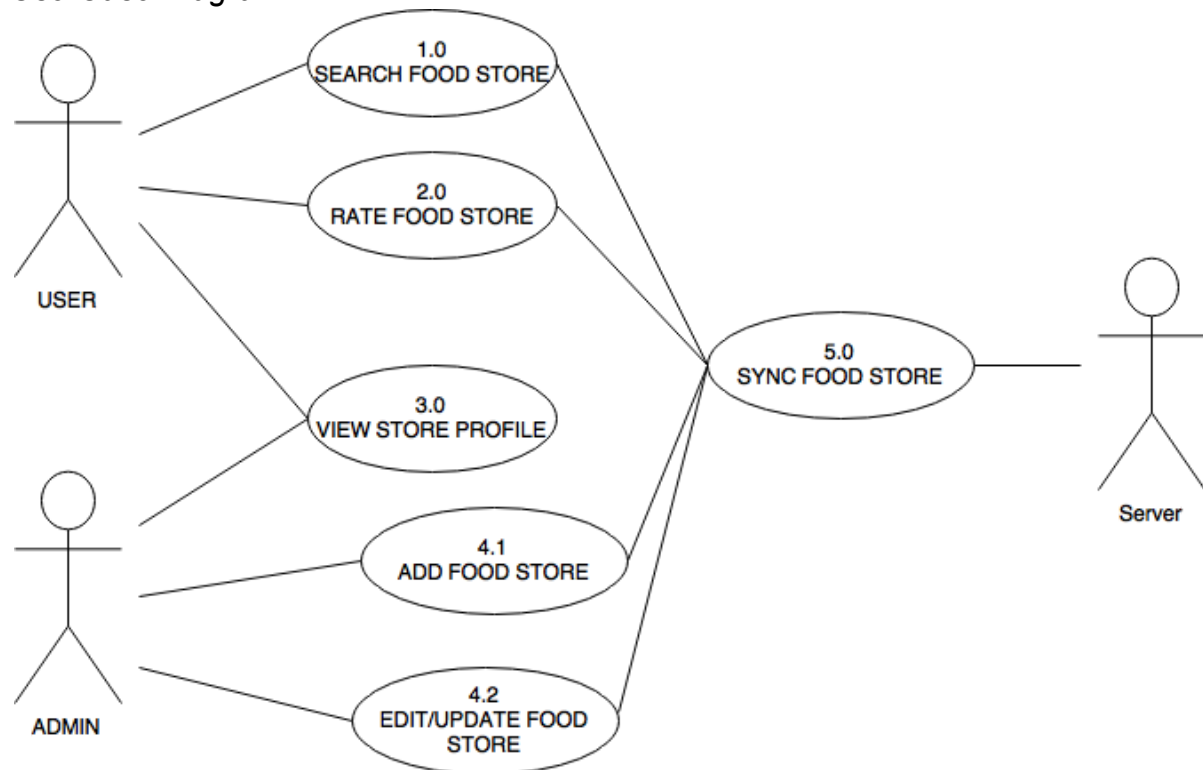 1.0
SEARCH FOOD STORE
2.0
RATE FOOD STORE
USER
5.0
SYNC FOOD STORE
3.0
VIEW STORE PROFILE
Server
4.1
ADD FOOD STORE
4.2
EDIT/UPDATE FOOD
STORE
ADMIN